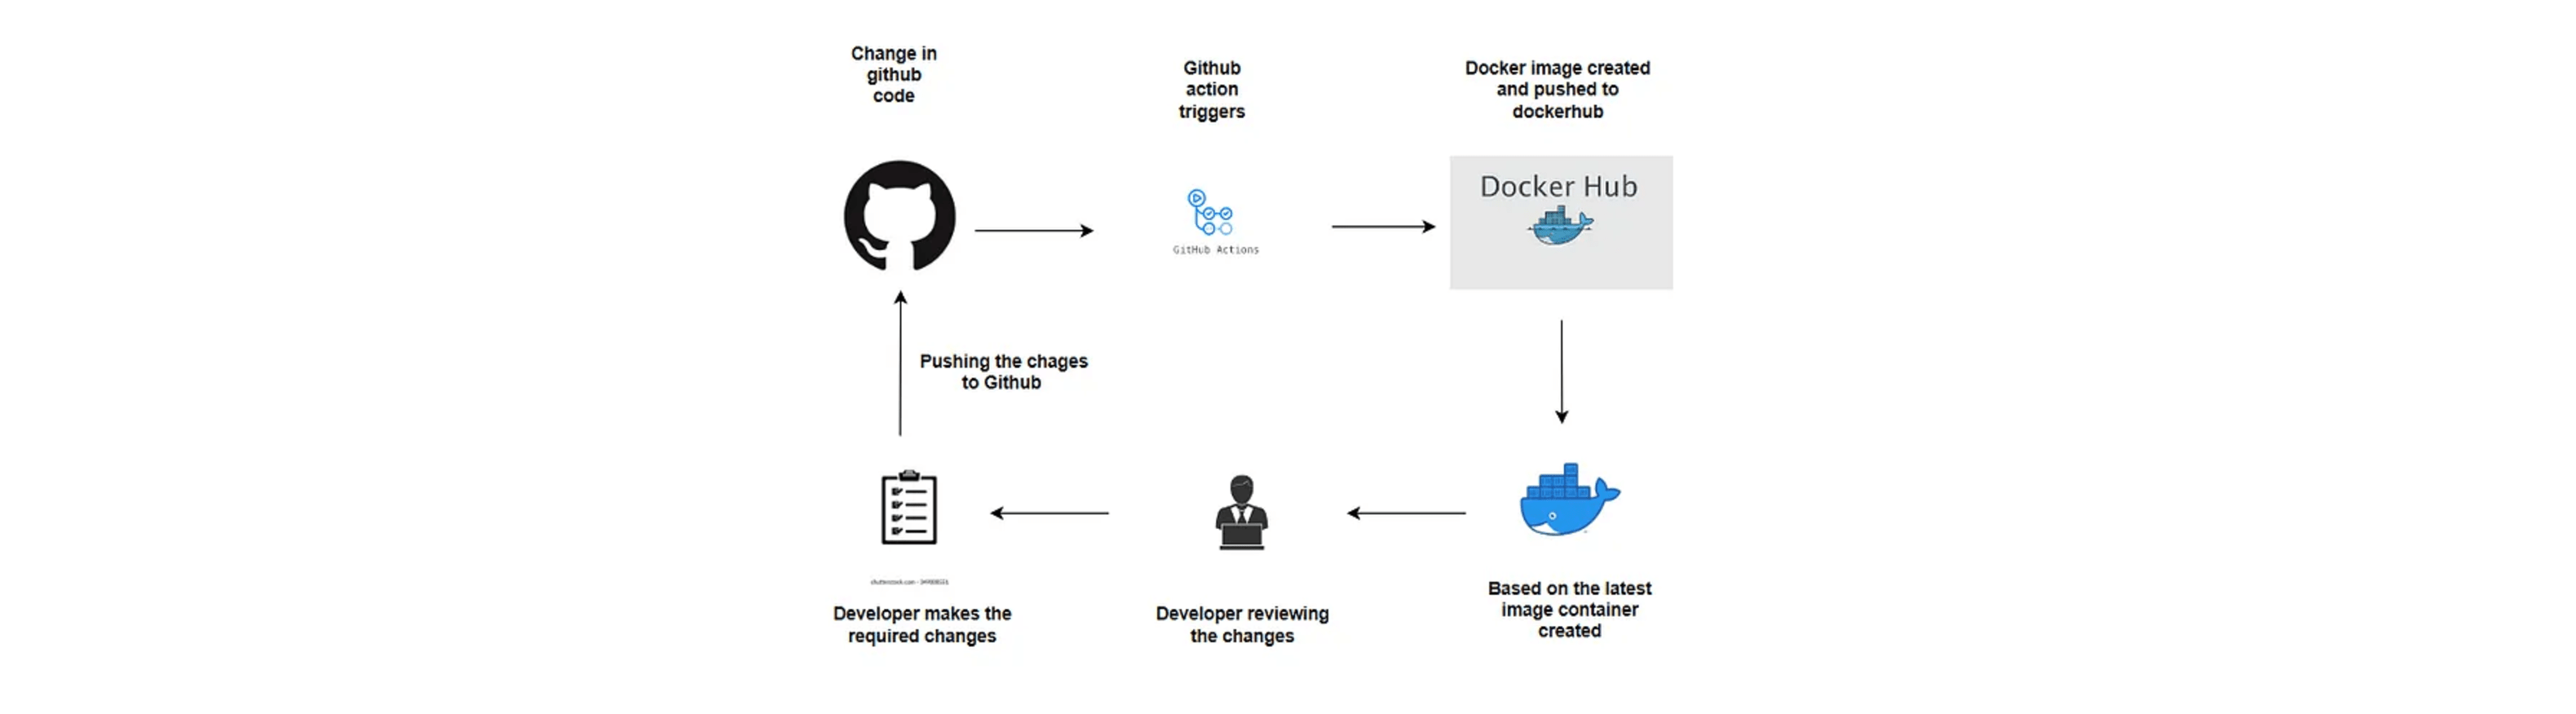 Change in
github
code
Github
action
triggers
Docker image created
and pushed to
dockerhub
Docker Hub
GitHub Actions
Pushing the chages
to Github
shutterstock.com
Developer makes the
required changes
Developer reviewing
the changes
Based on the latest
image container
created